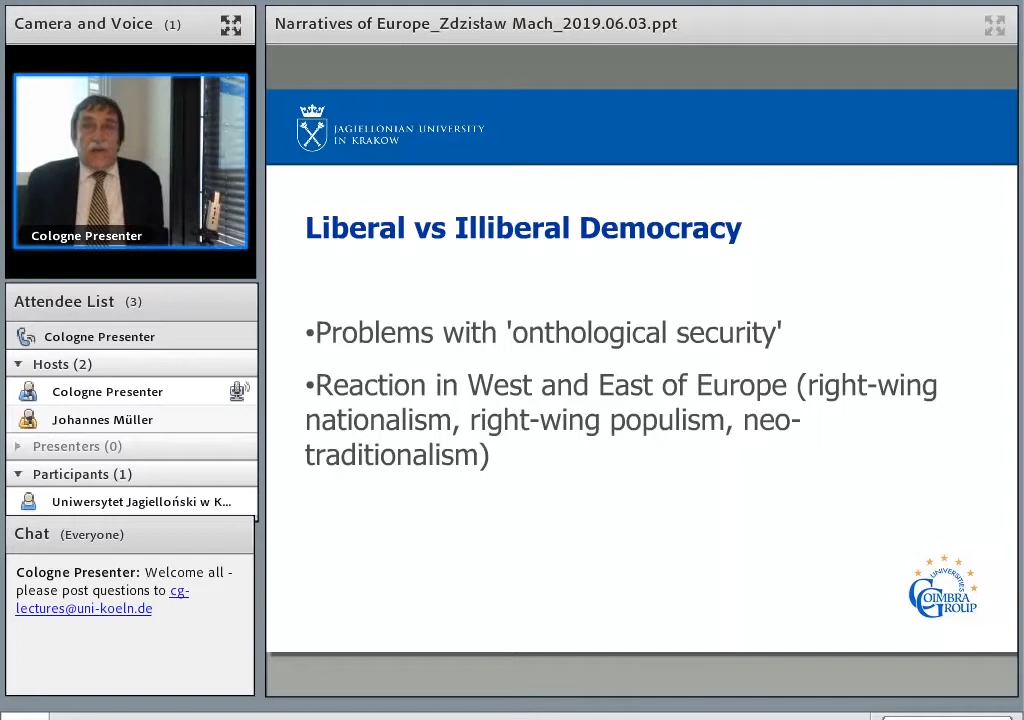 Camera and Voice (1)
Narratives of Europe_Zdzisław Mach_2019.06.03.ppt
Cologne Presenter
Attendee List (3)
Cologne Presenter
Hosts (2)
Cologne Presenter
Johannes Müller
Presenters (0)
Participants (1)
Uniwersytet Jagielloński w K...
Chat (Everyone)
Cologne Presenter: Welcome all -
please post questions to cg-
lectures@uni-koeln.de
JAGIELLONIAN UNIVERSITY
IN KRAKOW
Liberal vs Illiberal Democracy
•Problems with 'onthological security'
•Reaction in West and East of Europe (right-wing
nationalism, right-wing populism, neo-
traditionalism)
UNIVERSITIES
COIMBRA
GROUP